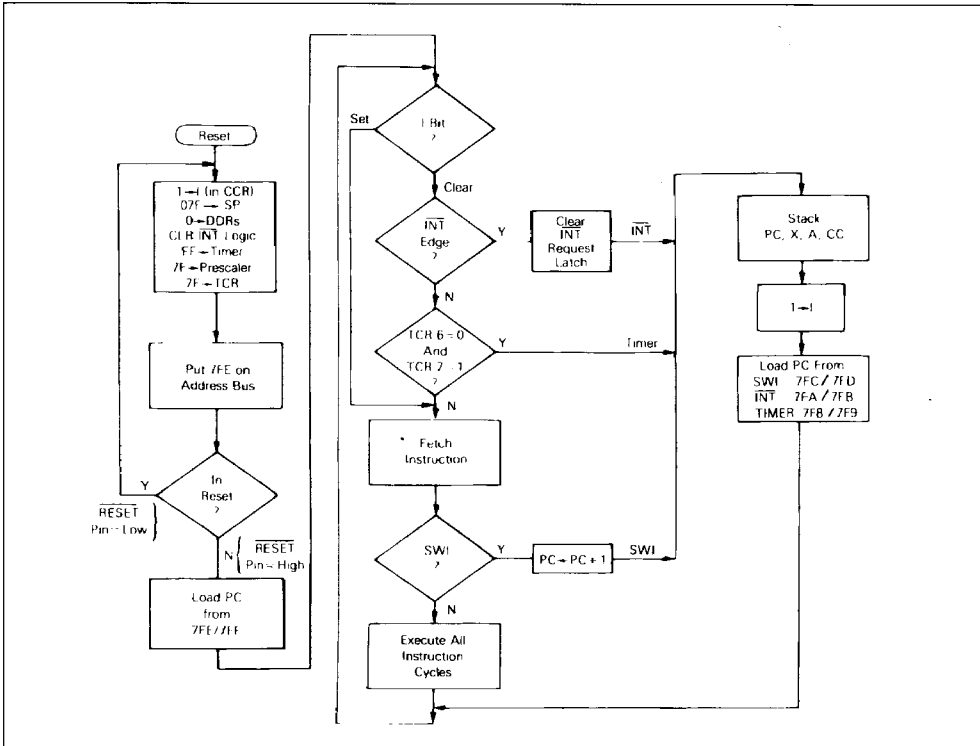 Reset
1→I (in CCR)
07F → SP
0→DDRs
CLR INT Logic
FF→Timer
7F→Prescaler
7F→TCR
Put 7FE on
Address Bus
In
Reset
?
Y
RESET
Pin=Low
N
RESET
Pin=High
Load PC
from
7FE/7FF
I Bit
?
Set
Clear
INT
Edge
?
Y
N
Clear
INT
Request
Latch
INT
TCR 6=0
And
TCR 7=1
?
Y
Timer
N
Fetch
Instruction
SWI
?
Y
PC→PC + 1
SWI
N
Execute All
Instruction
Cycles
Stack
PC, X, A, CC
1→I
Load PC From
SWI 7FC/7FD
INT 7FA/7FB
TIMER 7F8/7F9